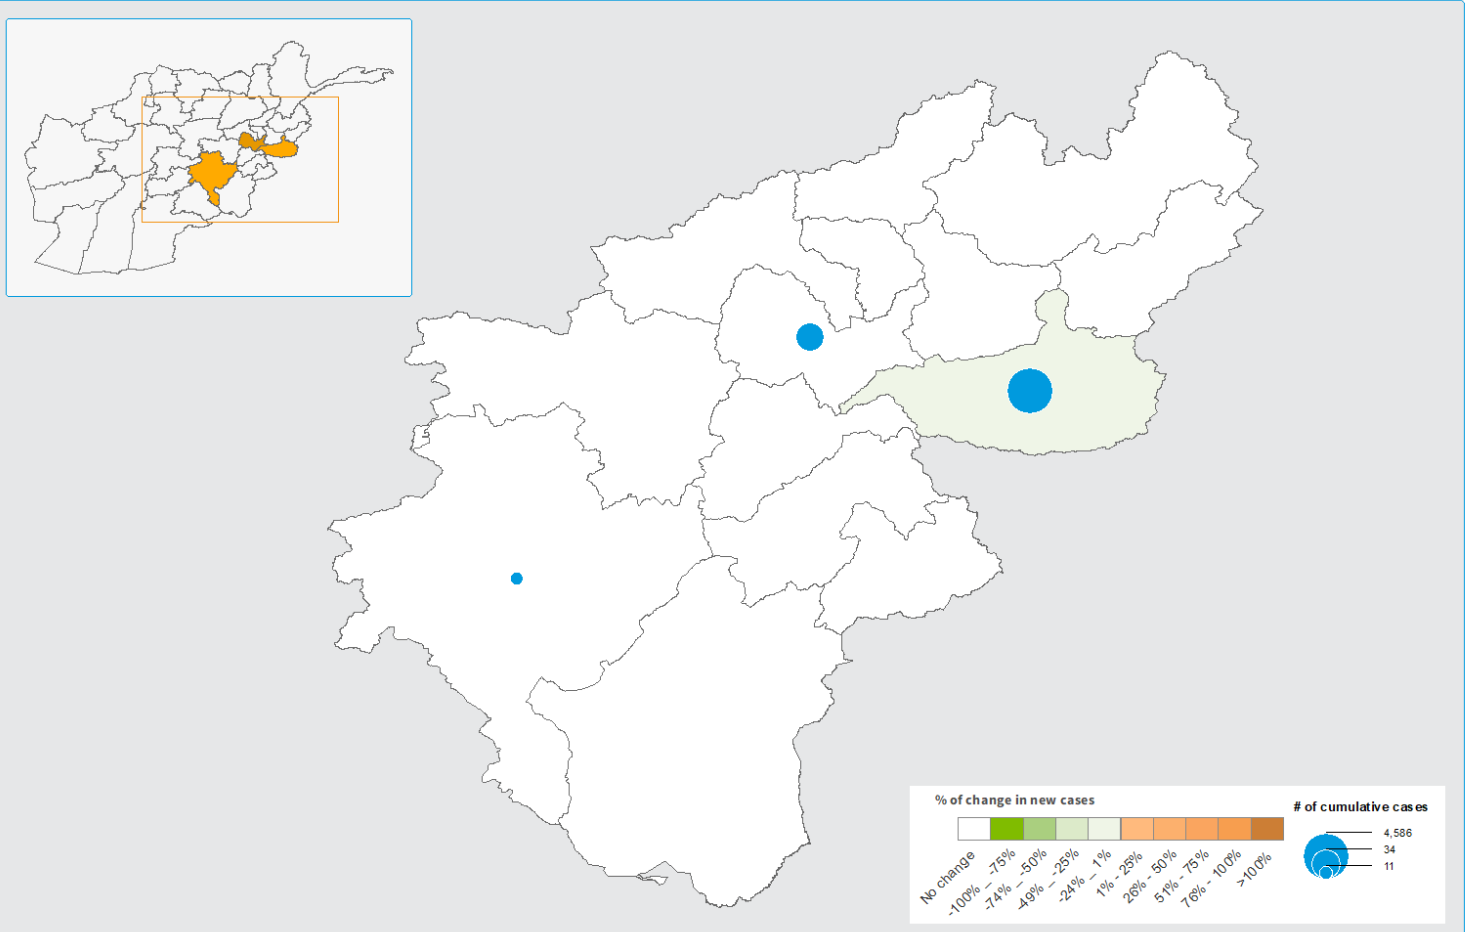 % of change in new cases
# of cumulative cases
4,586
34
11
No change
-100% _ -75%
-74% _ -50%
-49% _ -25%
-24% _ 1%
1% - 25%
26% - 50%
51% - 75%
76% - 100%
>100%